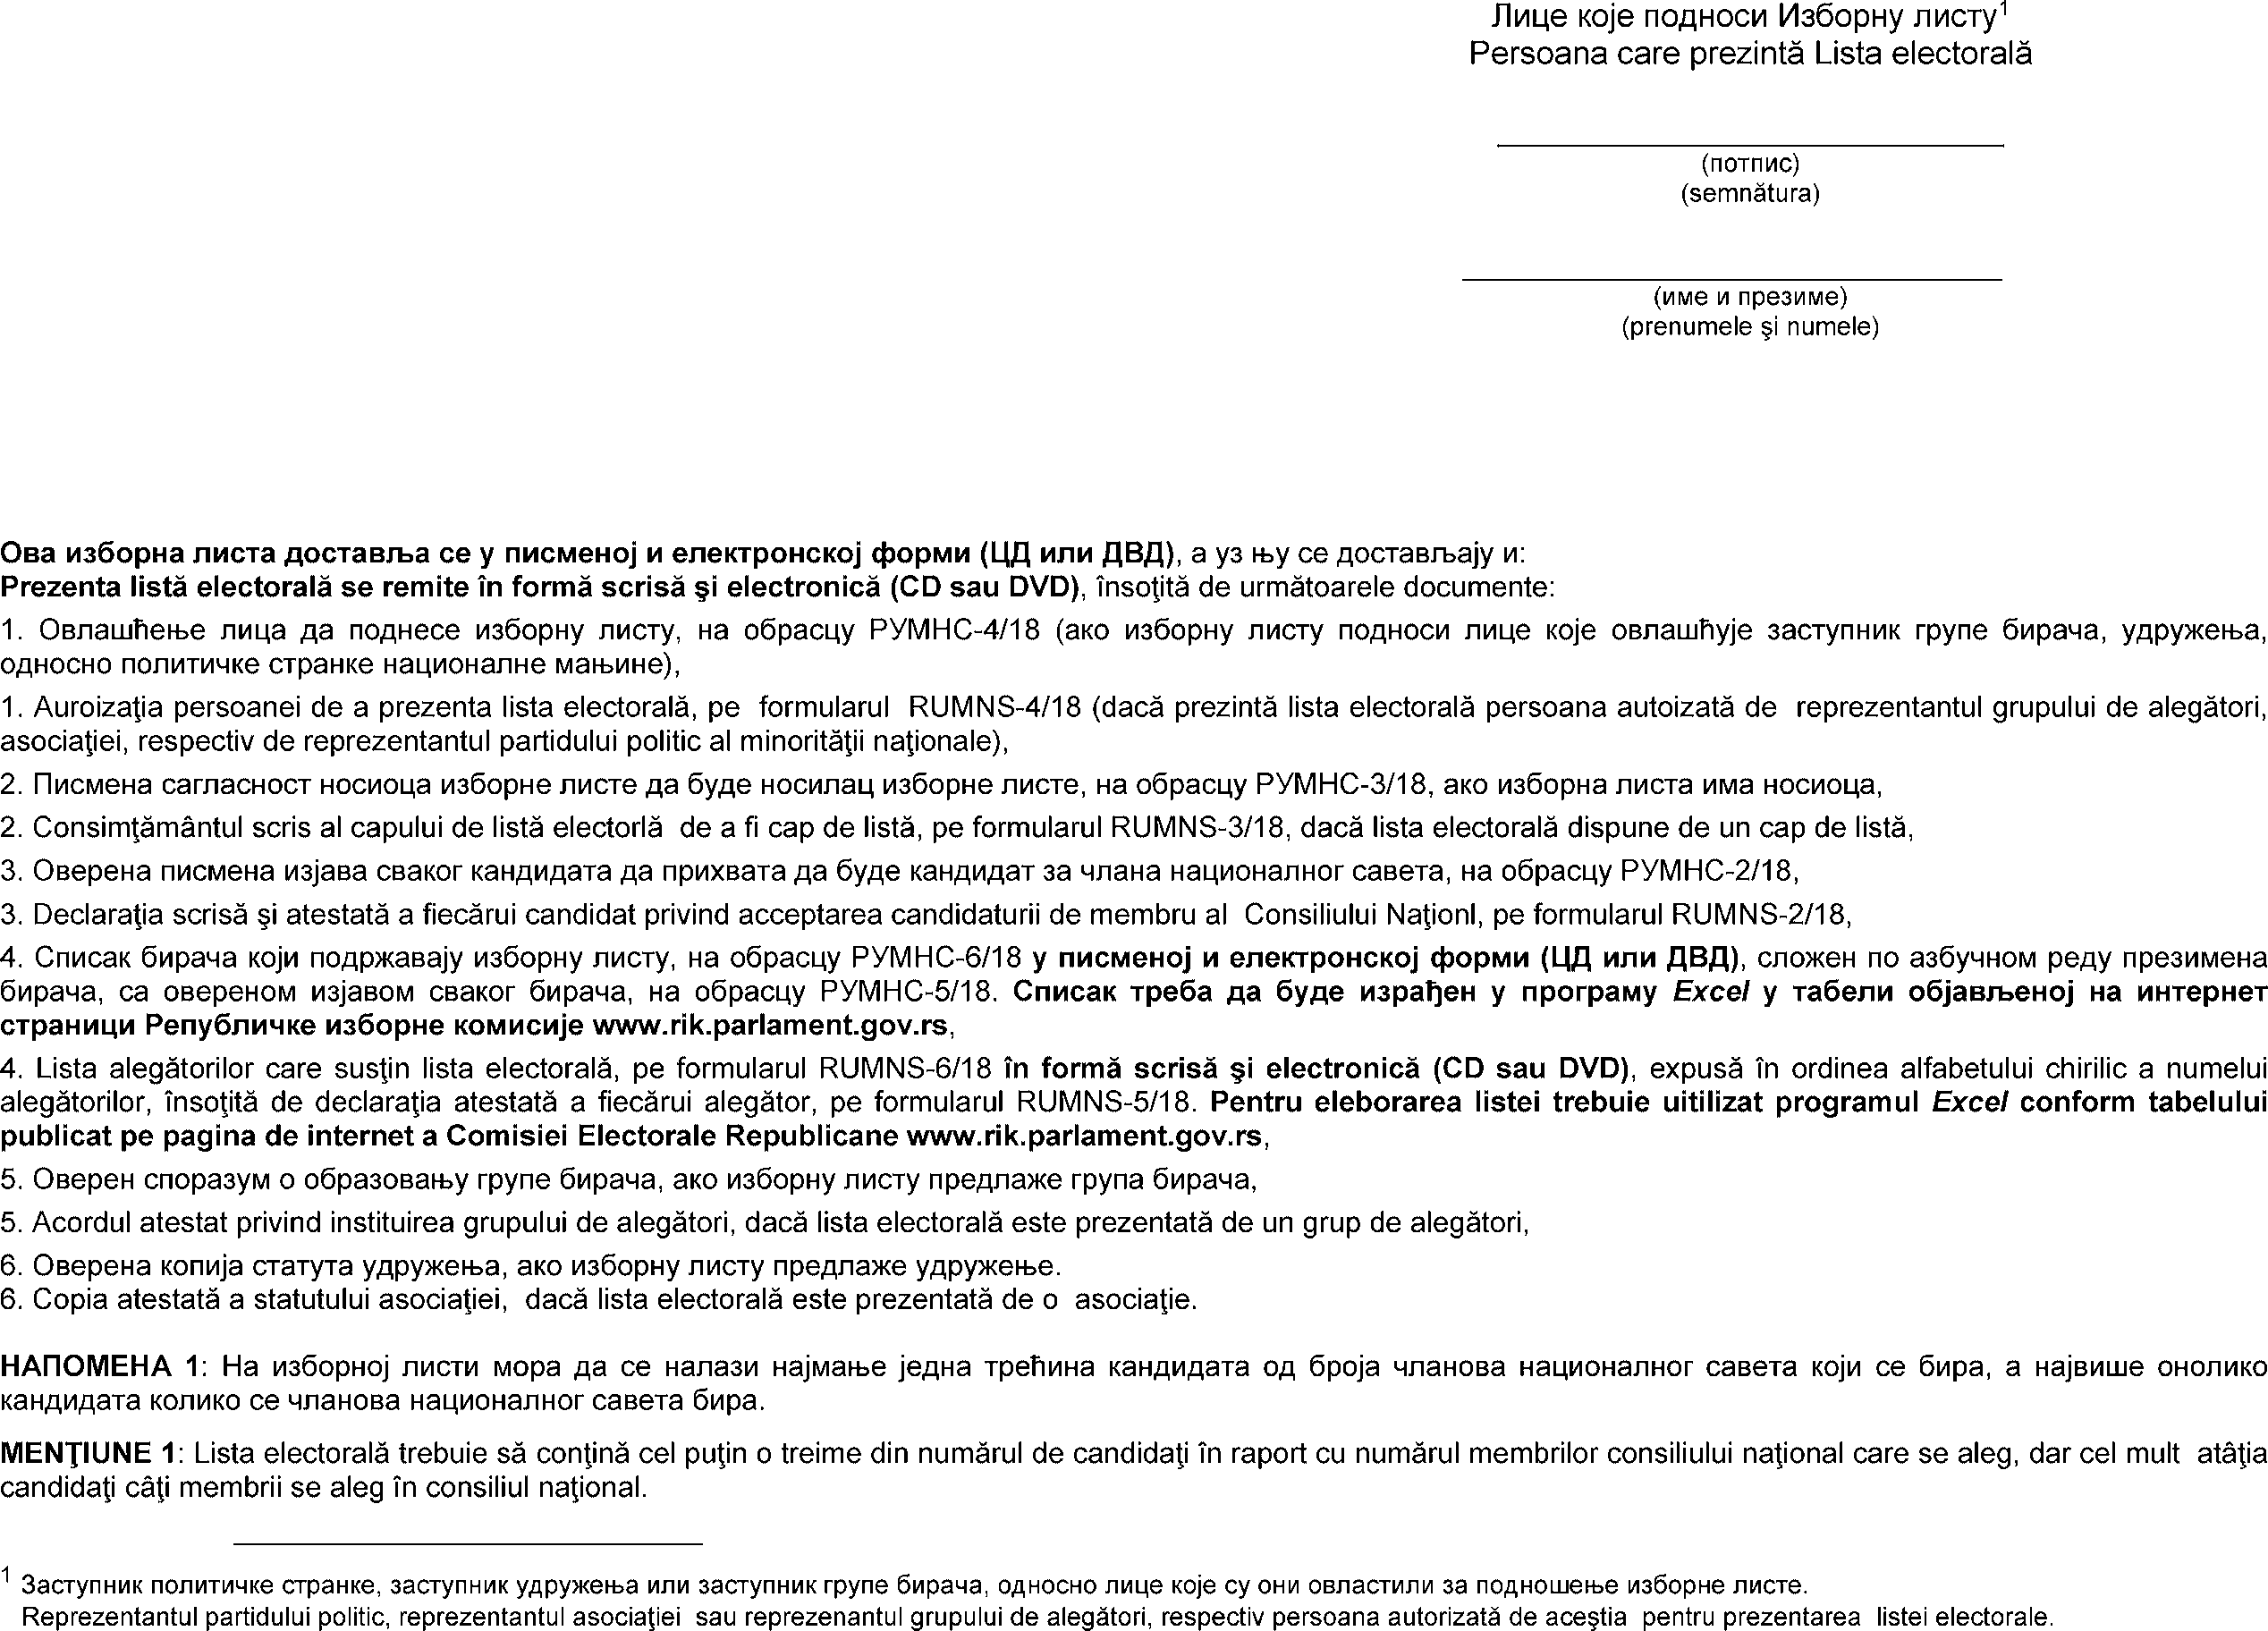 Лице које подноси Изборну листу¹
Persoana care prezintă Lista electorală
(потпис)
(semnătura)
(име и презиме)
(prenumele şi numele)
Ова изборна листа доставља се у писменој и електронској форми (ЦД или ДВД), а уз њу се достављају и:
Prezenta listă electorală se remite în formă scrisă şi electronică (CD sau DVD), însoţită de următoarele documente:
1. Овлашћење лица да поднесе изборну листу, на обрасцу РУМНС-4/18 (ако изборну листу подноси лице које овлашћује заступник групе бирача, удружења,
односно политичке странке националне мањине),
1. Auroizaţia persoanei de a prezenta lista electorală, pe formularul RUMNS-4/18 (dacă prezintă lista electorală persoana autoizată de reprezentantul grupului de alegători,
asociaţiei, respectiv de reprezentantul partidului politic al minorităţii naţionale),
2. Писмена сагласност носиоца изборне листе да буде носилац изборне листе, на обрасцу РУМНС-3/18, ако изборна листа има носиоца,
2. Consimţământul scris al capului de listă electorlă de a fi cap de listă, pe formularul RUMNS-3/18, dacă lista electorală dispune de un cap de listă,
3. Оверена писмена изјава сваког кандидата да прихвата да буде кандидат за члана националног савета, на обрасцу РУМНС-2/18,
3. Declaraţia scrisă şi atestată a fiecărui candidat privind acceptarea candidaturii de membru al Consiliului Naţionl, pe formularul RUMNS-2/18,
4. Списак бирача који подржавају изборну листу, на обрасцу РУМНС-6/18 у писменој и електронској форми (ЦД или ДВД), сложен по азбучном реду презимена
бирача, са овереном изјавом сваког бирача, на обрасцу РУМНС-5/18. Списак треба да буде израђен у програму Excel у табели објављеној на интернет
страници Републичке изборне комисије www.rik.parlament.gov.rs,
4. Lista alegătorilor care susţin lista electorală, pe formularul RUMNS-6/18 în formă scrisă şi electronică (CD sau DVD), expusă în ordinea alfabetului chirilic a numelui
alegătorilor, însoţită de declaraţia atestată a fiecărui alegător, pe formularul RUMNS-5/18. Pentru eleborarea listei trebuie uitilizat programul Excel conform tabelului
publicat pe pagina de internet a Comisiei Electorale Republicane www.rik.parlament.gov.rs,
5. Оверен споразум о образовању групе бирача, ако изборну листу предлаже група бирача,
5. Acordul atestat privind instituirea grupului de alegători, dacă lista electorală este prezentată de un grup de alegători,
6. Оверена копија статута удружења, ако изборну листу предлаже удружење.
6. Copia atestată a statutului asociaţiei, dacă lista electorală este prezentată de o asociaţie.
НАПОМЕНА 1: На изборној листи мора да се налази најмање једна трећина кандидата од броја чланова националног савета који се бира, а највише онолико
кандидата колико се чланова националног савета бира.
MENŢIUNE 1: Lista electorală trebuie să conţină cel puţin o treime din numărul de candidaţi în raport cu numărul membrilor consiliului naţional care se aleg, dar cel mult atâţia
candidaţi câţi membrii se aleg în consiliul naţional.
¹ Заступник политичке странке, заступник удружења или заступник групе бирача, односно лице које су они овластили за подношење изборне листе.
Reprezentantul partidului politic, reprezentantul asociaţiei sau reprezenantul grupului de alegători, respectiv persoana autorizată de aceştia pentru prezentarea listei electorale.